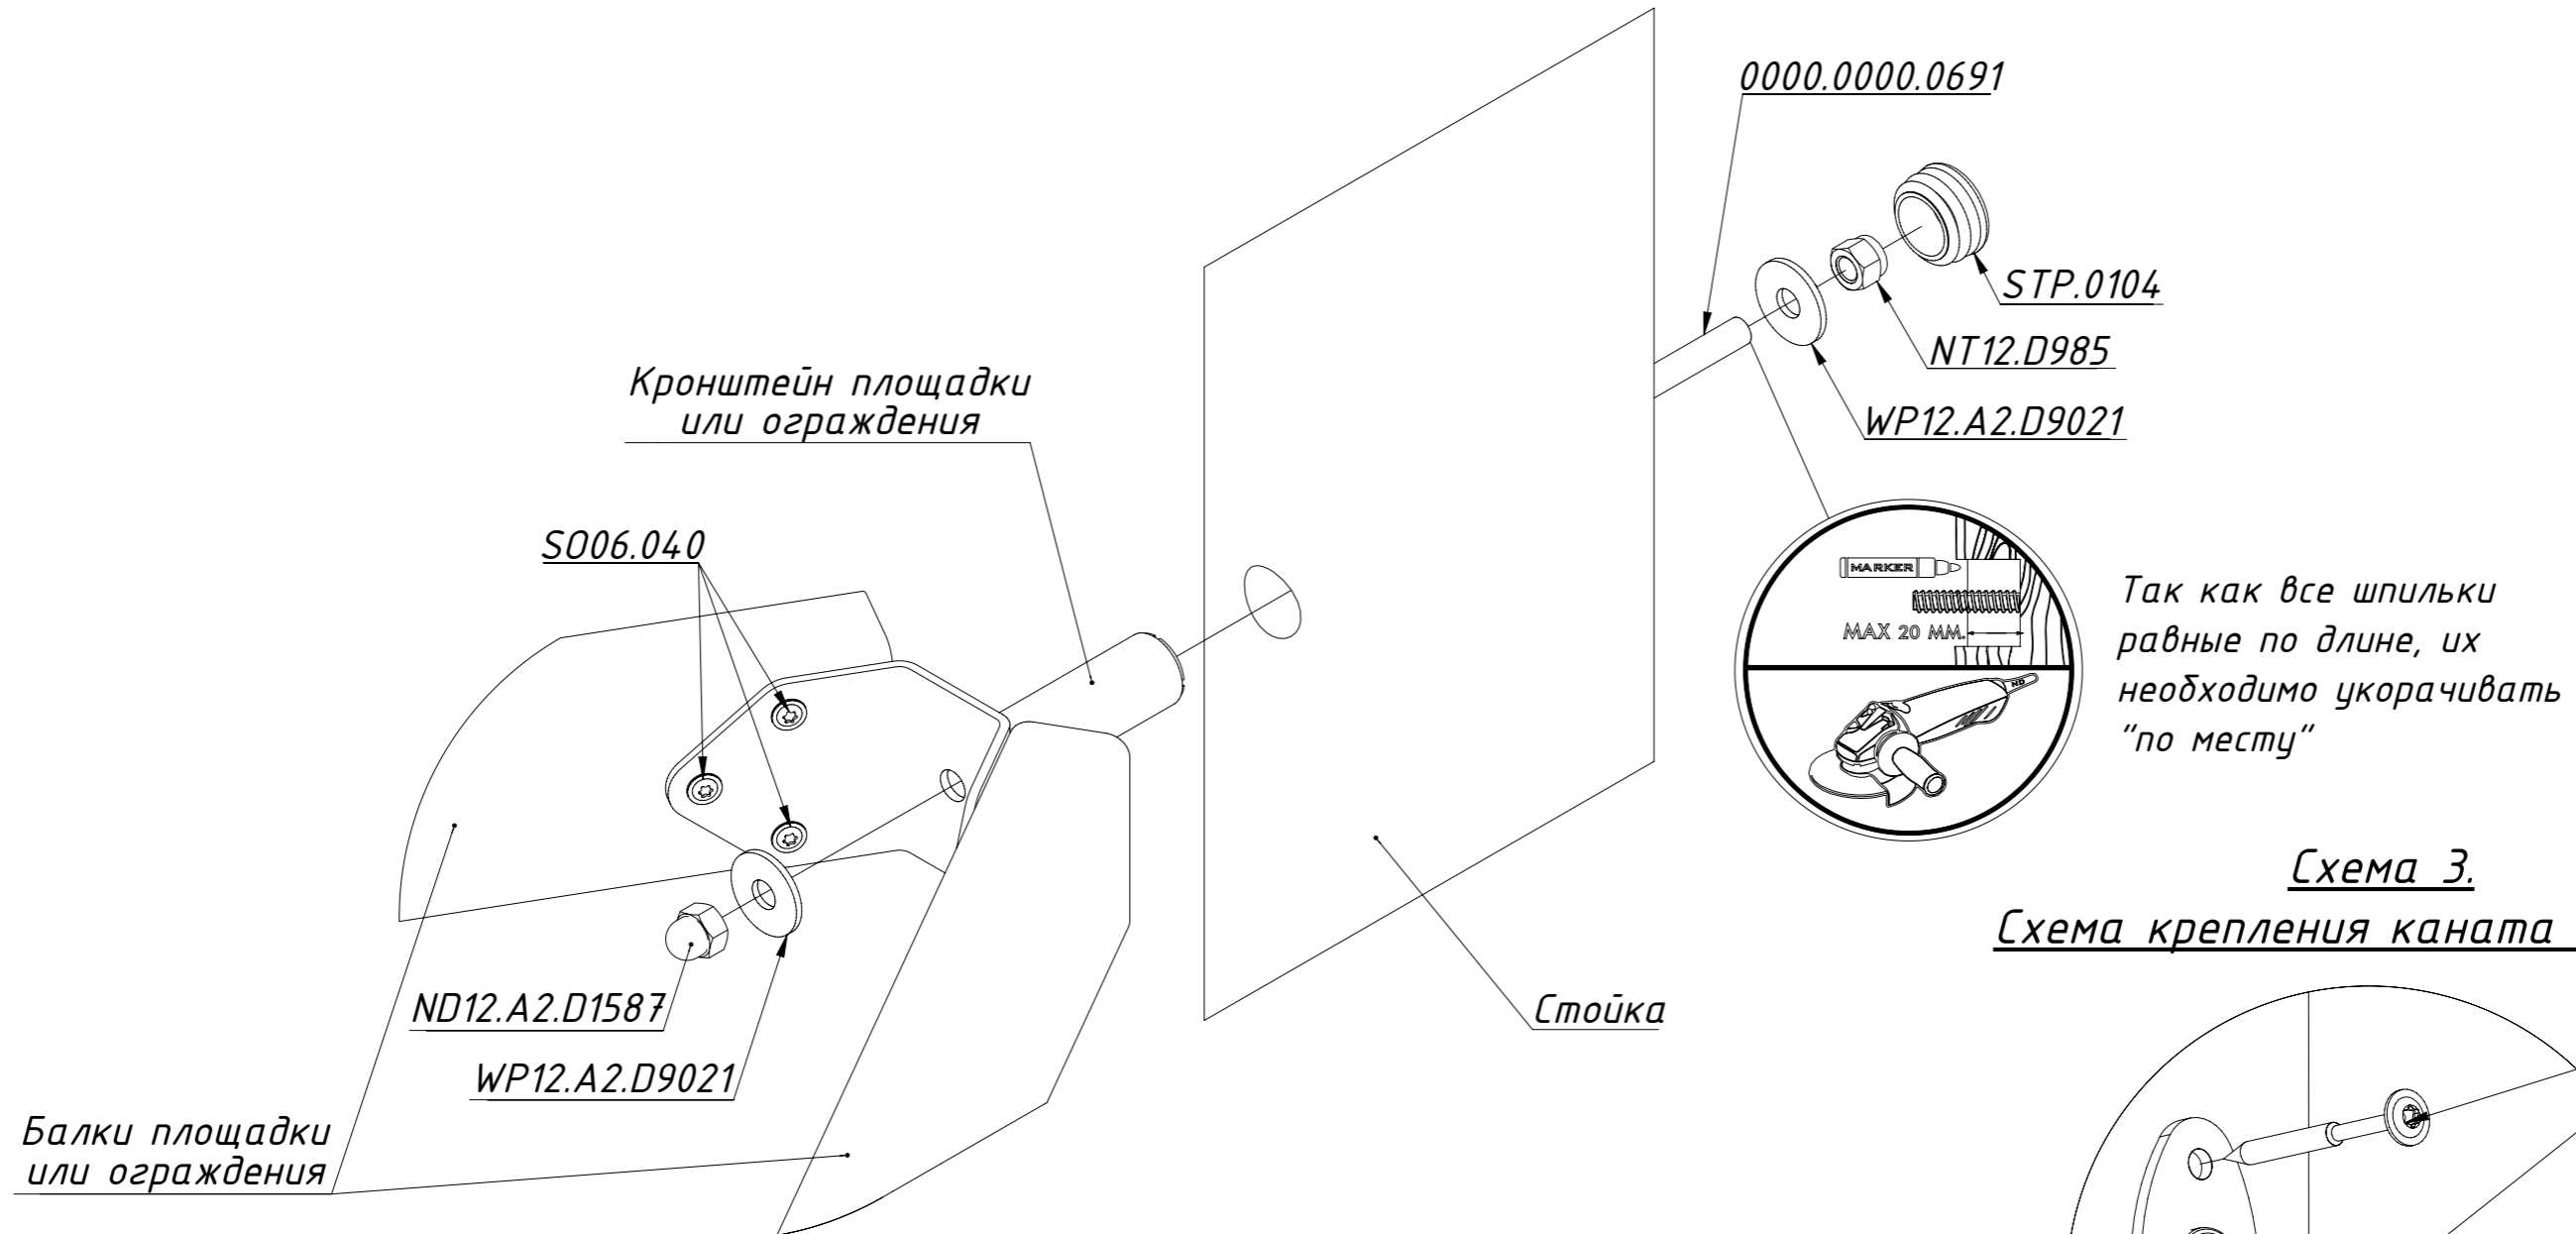 0000.0000.0691
STP.0104
NT12.D985
WP12.A2.D9021
Кронштейн площадки
или ограждения
SO06.040
MARKER
MAX 20 MM.
ND
Так как все шпильки
равные по длине, их
необходимо укорачивать
"по месту"
Схема 3.
Схема крепления каната
ND12.A2.D1587
WP12.A2.D9021
Стойка
Балки площадки
или ограждения